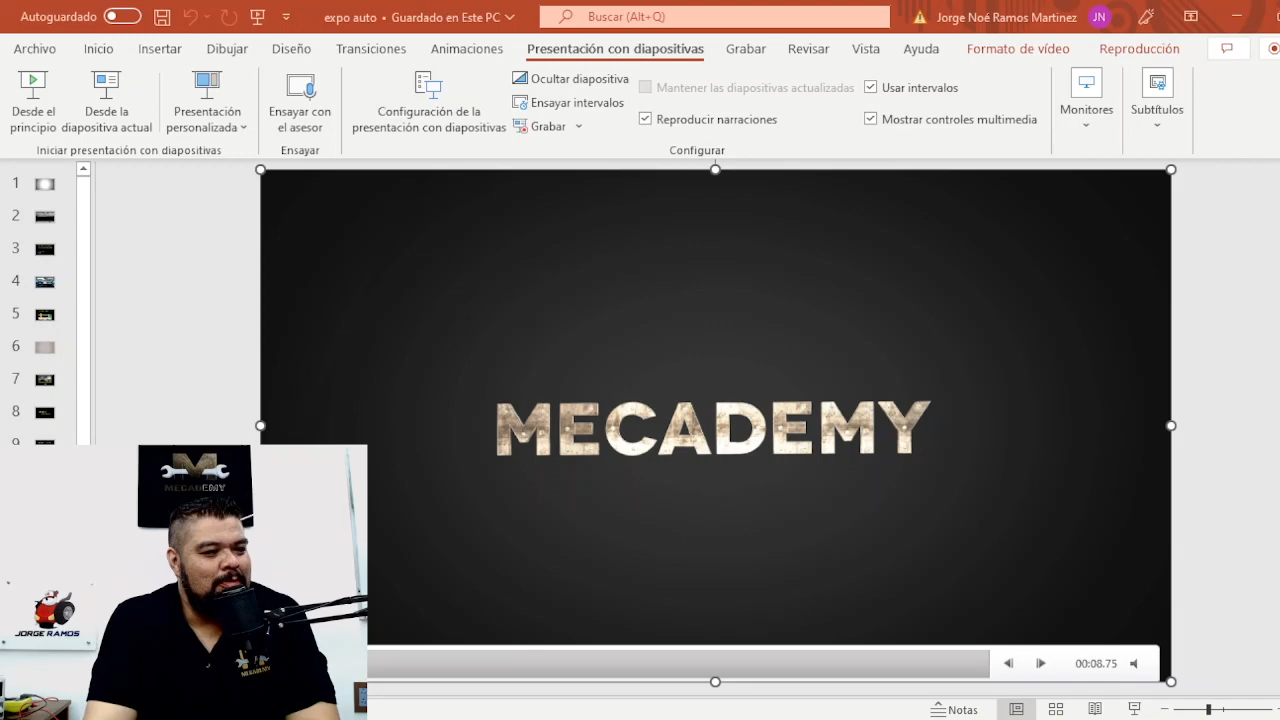 Autoguardado
expo auto • Guardado en Este PC
Buscar (Alt+Q)
Jorge Noé Ramos Martinez
JN
Archivo Inicio Insertar Dibujar Diseño Transiciones Animaciones Presentación con diapositivas Grabar Revisar Vista Ayuda Formato de vídeo Reproducción
Desde el principio
Desde la diapositiva actual
Presentación personalizada
Iniciar presentación con diapositivas
Ensayar con el asesor
Ensayar
Configuración de la presentación con diapositivas
Ocultar diapositiva
Ensayar intervalos
Grabar
Mantener las diapositivas actualizadas
Reproducir narraciones
Usar intervalos
Mostrar controles multimedia
Configurar
Monitores
Subtítulos
1
2
3
4
5
6
7
8
9
MECADEMY
M
MECADEMY
JORGE RAMOS
MECADEMY
00:08.75
Notas